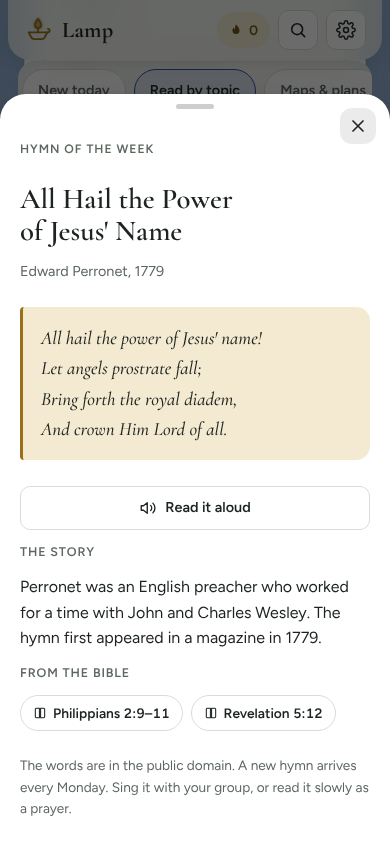 Lamp
0
New today
Read by topic
Maps & plans
HYMN OF THE WEEK
All Hail the Power
of Jesus' Name
Edward Perronet, 1779
All hail the power of Jesus' name!
Let angels prostrate fall;
Bring forth the royal diadem,
And crown Him Lord of all.
Read it aloud
THE STORY
Perronet was an English preacher who worked
for a time with John and Charles Wesley. The
hymn first appeared in a magazine in 1779.
FROM THE BIBLE
Philippians 2:9–11
Revelation 5:12
The words are in the public domain. A new hymn arrives
every Monday. Sing it with your group, or read it slowly as
a prayer.